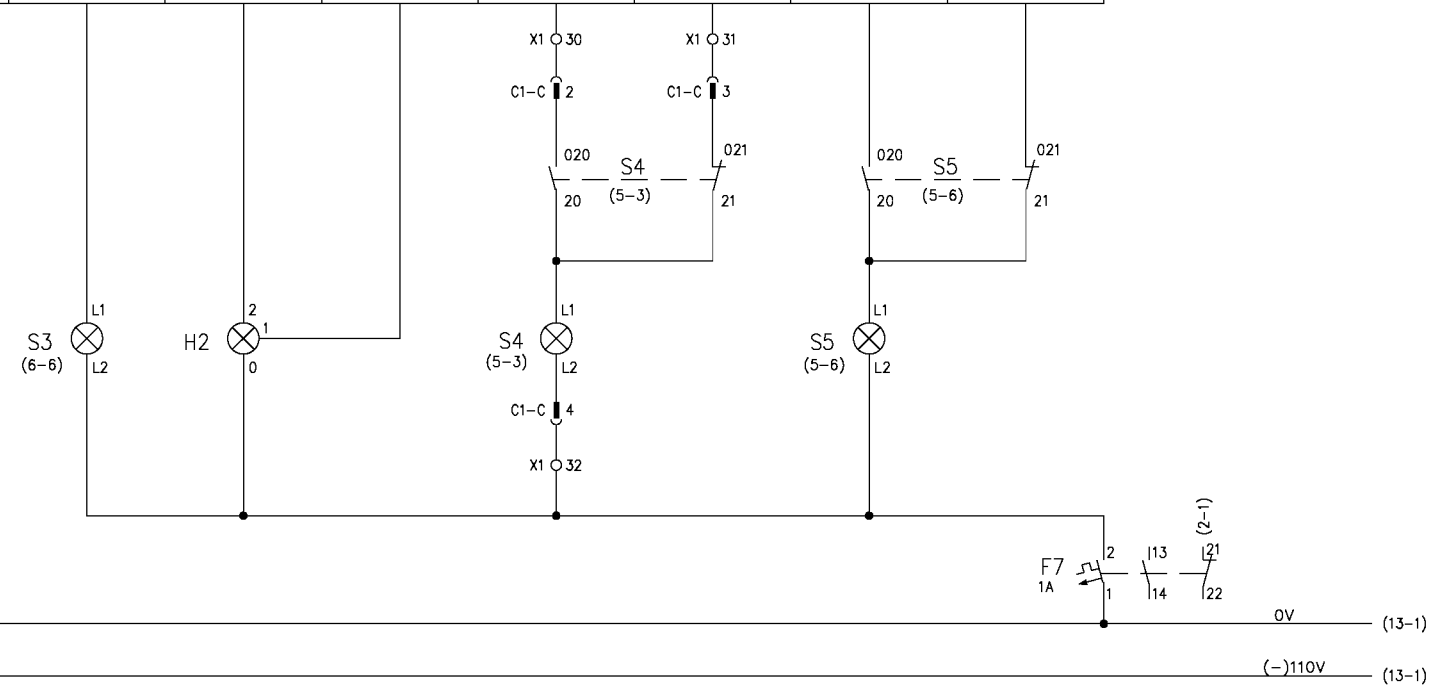 X1 30 X1 31
C1-C 2 C1-C 3
020 S4 021 020 S5 021
(5-3) (5-6)
20 21 20 21
L1 2 1 L1 L1
S3 H2 S4 S5
(6-6) (5-3) (5-6)
L2 0 L2 L2
C1-C 4
X1 32
(2-1)
F7 2 13 21
1A 1 14 22
0V (13-1)
(-)110V (13-1)